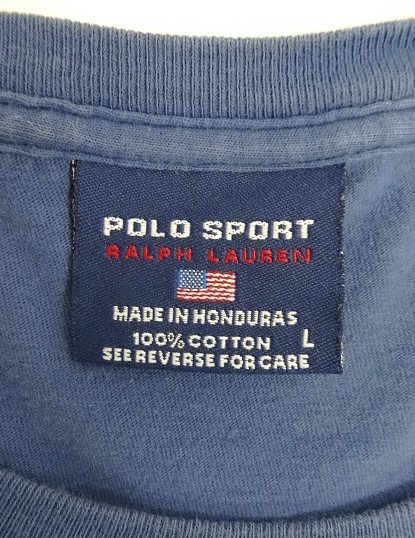 POLO SPORT
RALPH LAUREN
MADE IN HONDURAS
100% COTTON L
SEE REVERSE FOR CARE